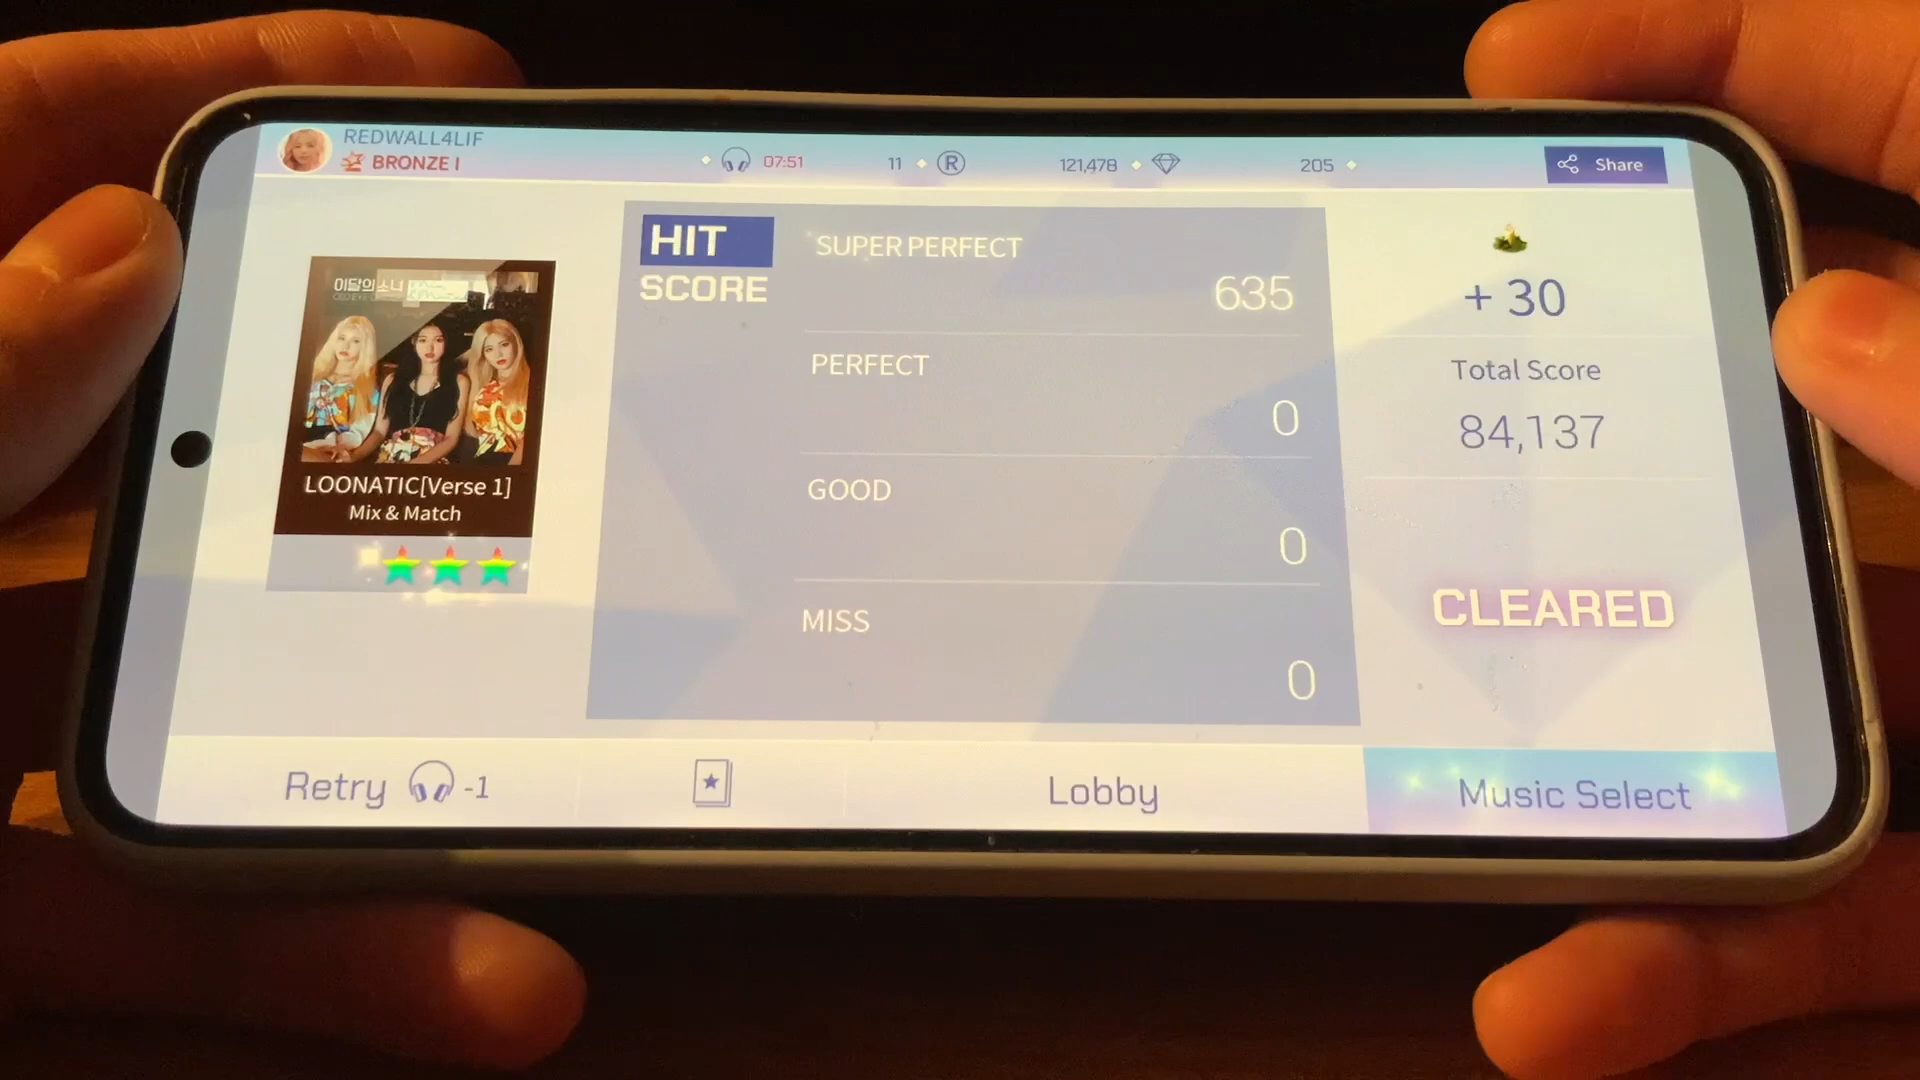 REDWALL4LIF
BRONZE I
07:51
11
R
121,478
205
Share
이달의 소녀
LOONATIC[Verse 1]
Mix & Match
HIT
SCORE
SUPER PERFECT
635
PERFECT
0
GOOD
0
MISS
0
+ 30
Total Score
84,137
CLEARED
Retry -1
Lobby
Music Select